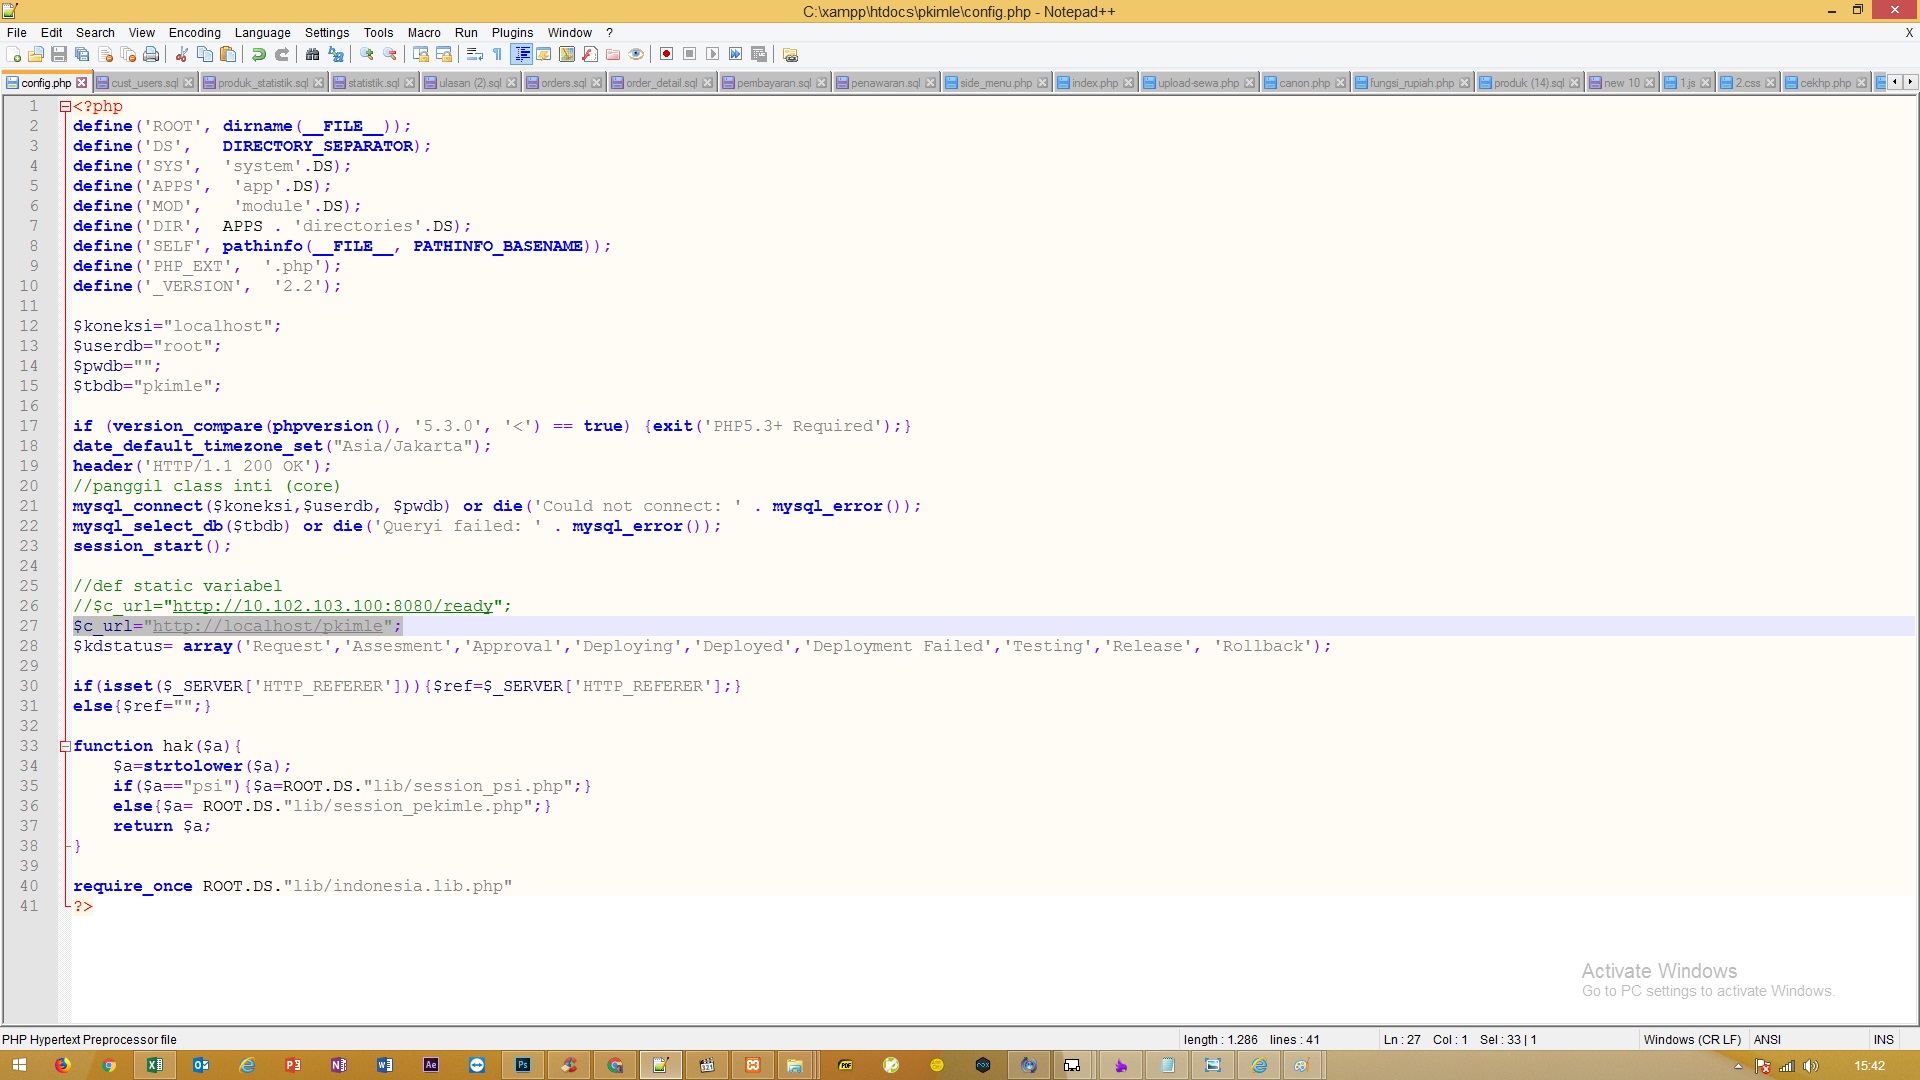 C:\xampp\htdocs\pkimle\config.php - Notepad++
File Edit Search View Encoding Language Settings Tools Macro Run Plugins Window ? X
config.php cust_users.sql produk_statistik.sql statistik.sql ulasan (2).sql orders.sql order_detail.sql pembayaran.sql penawaran.sql side_menu.php index.php upload-sewa.php canon.php fungsi_rupiah.php produk (14).sql new 10 1.js 2.css cekhp.php
1 <?php
2 define('ROOT', dirname(__FILE__));
3 define('DS',   DIRECTORY_SEPARATOR);
4 define('SYS',  'system'.DS);
5 define('APPS',  'app'.DS);
6 define('MOD',   'module'.DS);
7 define('DIR',  APPS . 'directories'.DS);
8 define('SELF', pathinfo(__FILE__, PATHINFO_BASENAME));
9 define('PHP_EXT',  '.php');
10 define('_VERSION',  '2.2');
11
12 $koneksi="localhost";
13 $userdb="root";
14 $pwdb="";
15 $tbdb="pkimle";
16
17 if (version_compare(phpversion(), '5.3.0', '<') == true) {exit('PHP5.3+ Required');}
18 date_default_timezone_set("Asia/Jakarta");
19 header('HTTP/1.1 200 OK');
20 //panggil class inti (core)
21 mysql_connect($koneksi,$userdb, $pwdb) or die('Could not connect: ' . mysql_error());
22 mysql_select_db($tbdb) or die('Queryi failed: ' . mysql_error());
23 session_start();
24
25 //def static variabel
26 //$c_url="http://10.102.103.100:8080/ready";
27 $c_url="http://localhost/pkimle";
28 $kdstatus= array('Request','Assesment','Approval','Deploying','Deployed','Deployment Failed','Testing','Release', 'Rollback');
29
30 if(isset($_SERVER['HTTP_REFERER'])){$ref=$_SERVER['HTTP_REFERER'];}
31 else{$ref="";}
32
33 function hak($a){
34     $a=strtolower($a);
35     if($a=="psi"){$a=ROOT.DS."lib/session_psi.php";}
36     else{$a= ROOT.DS."lib/session_pekimle.php";}
37     return $a;
38 }
39
40 require_once ROOT.DS."lib/indonesia.lib.php"
41 ?>
Activate Windows
Go to PC settings to activate Windows.
PHP Hypertext Preprocessor file length : 1.286 lines : 41 Ln : 27 Col : 1 Sel : 33 | 1 Windows (CR LF) ANSI INS
15:42